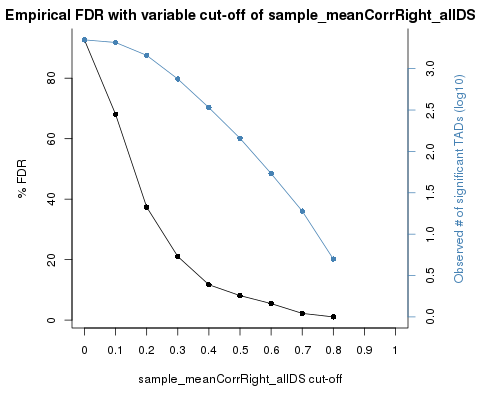 Empirical FDR with variable cut-off of sample_meanCorrRight_allDS
% FDR
80
60
40
20
0
3.0
2.5
2.0
1.5
1.0
0.5
0.0
Observed # of significant TADs (log10)
0 0.1 0.2 0.3 0.4 0.5 0.6 0.7 0.8 0.9 1
sample_meanCorrRight_allDS cut-off